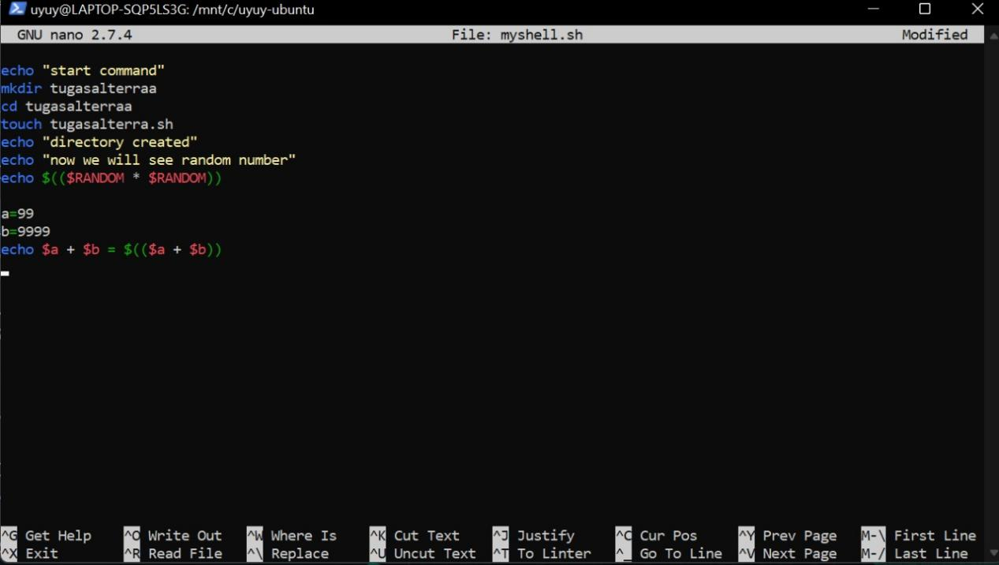 uyuy@LAPTOP-SQP5LS3G: /mnt/c/uyuy-ubuntu
GNU nano 2.7.4 File: myshell.sh Modified
echo "start command"
mkdir tugasalterraa
cd tugasalterraa
touch tugasalterra.sh
echo "directory created"
echo "now we will see random number"
echo $(($RANDOM * $RANDOM))
a=99
b=9999
echo $a + $b = $(($a + $b))
^G Get Help ^O Write Out ^W Where Is ^K Cut Text ^J Justify ^C Cur Pos ^Y Prev Page M-\ First Line
^X Exit ^R Read File ^\ Replace ^U Uncut Text ^T To Linter ^_ Go To Line ^V Next Page M-/ Last Line